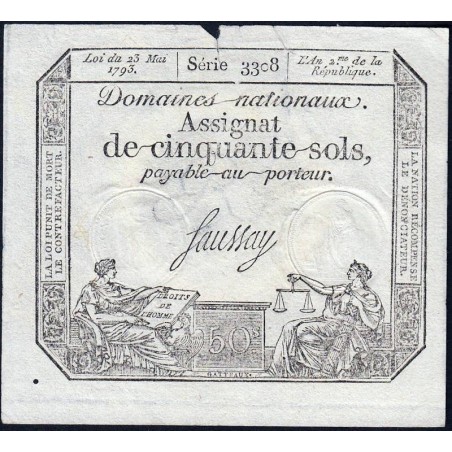 Loi du 23 Mai
1793.
Série 3308
L'An 2.me de la
République.
Domaines nationaux.
Assignat
de cinquante sols,
payable au porteur.
LA LOI PUNIT DE MORT
LE CONTREFACTEUR.
LA NATION RÉCOMPENSE
LE DÉNONCIATEUR.
Saussay
DROITS
DE
L'HOMME
50
GATTEAUX